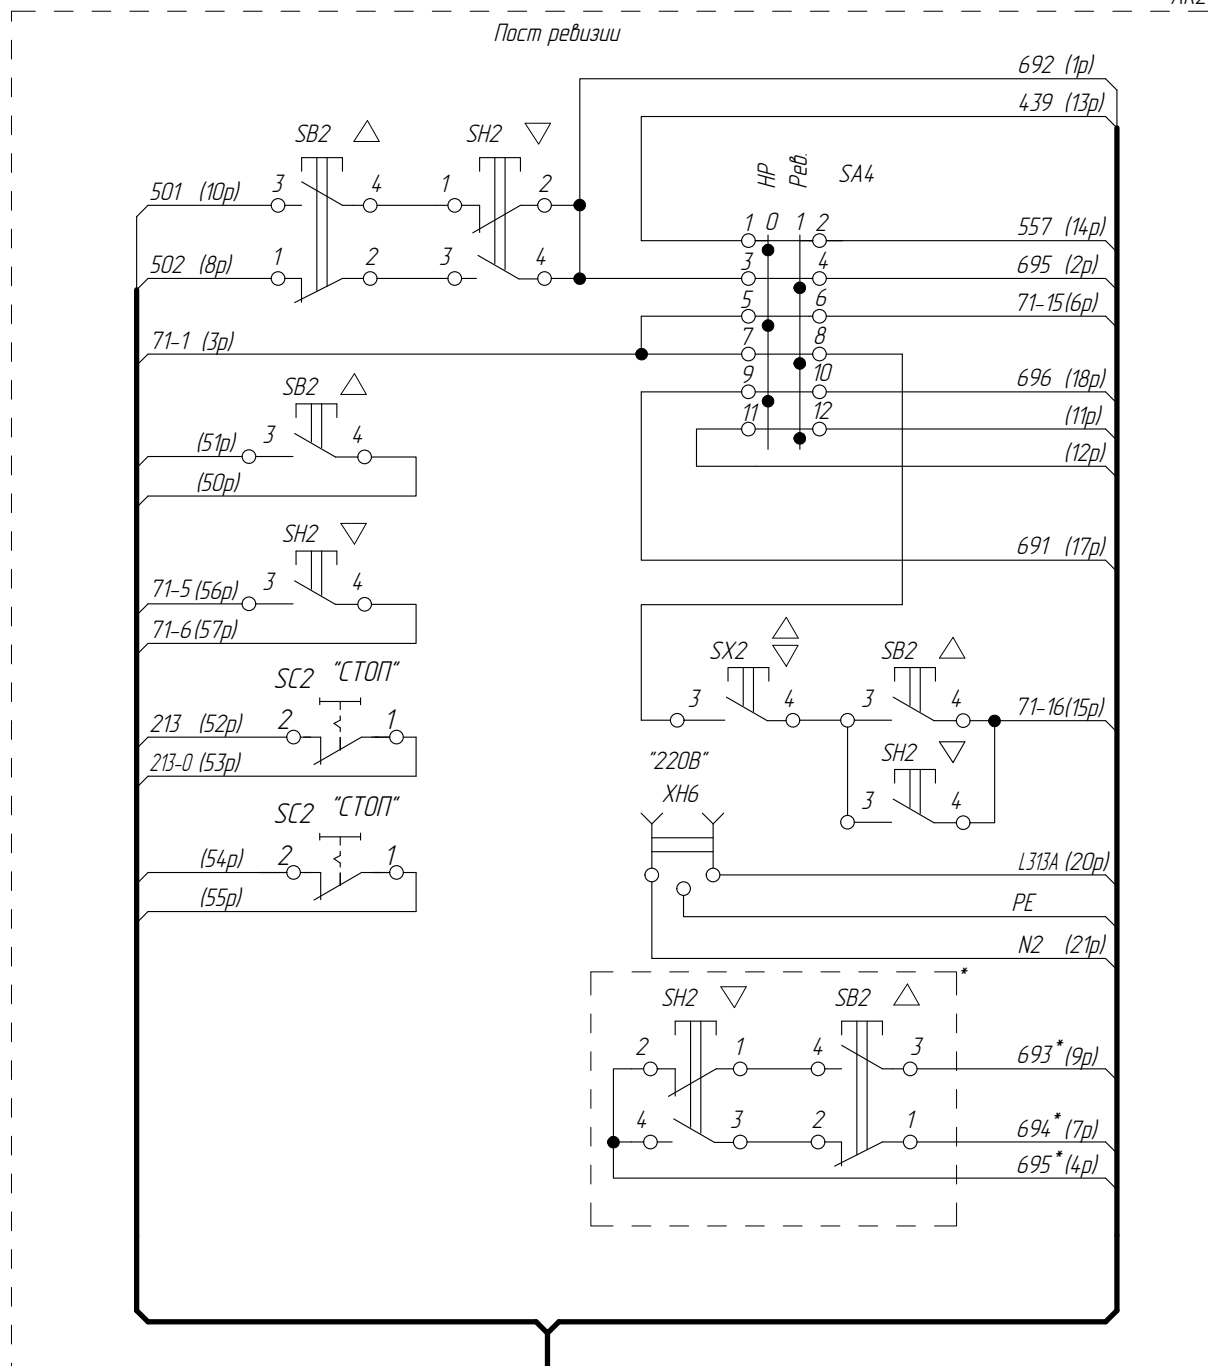 Пост ревизии
692 (1р)
439 (13р)
SB2
SH2
НР
Рев.
SA4
501 (10р)
3
4
1
2
1 0 1 2
557 (14р)
502 (8р)
1
2
3
4
3
4
695 (2р)
5
6
71-15(6р)
71-1 (3р)
7
8
9
10
696 (18р)
11
12
(11р)
(12р)
SB2
(51р)
3
4
(50р)
SH2
691 (17р)
71-5 (56р)
3
4
71-6 (57р)
SC2 "СТОП"
213 (52р)
2
1
213-0 (53р)
SX2
SB2
3
4
3
4
71-16(15р)
SH2
3
4
"220В"
ХН6
SC2 "СТОП"
(54р)
2
1
(55р)
L313A (20р)
PE
N2 (21р)
*
SH2
SB2
2
1
4
3
693* (9р)
4
3
2
1
694* (7р)
695* (4р)